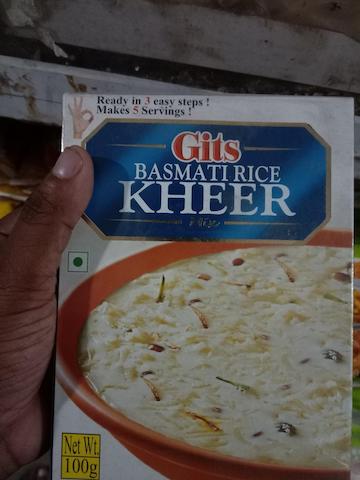 Ready in 3 easy steps !
Makes 5 Servings !
Gits
BASMATI RICE
KHEER
Net Wt.
100g